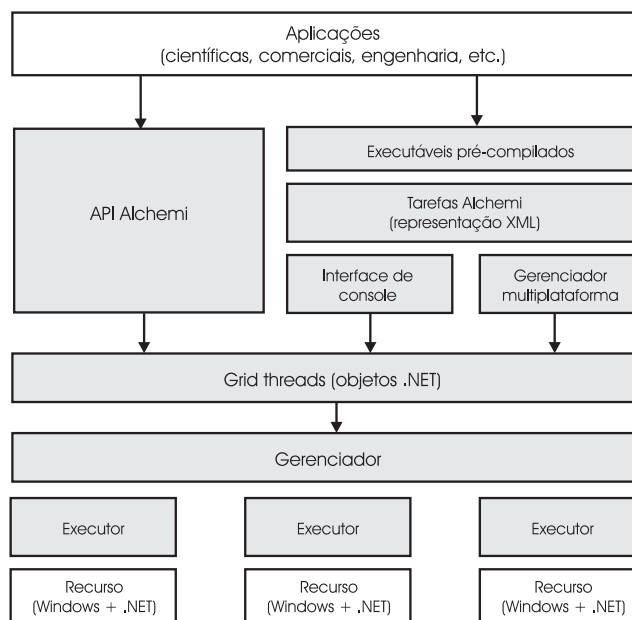 Aplicações
(científicas, comerciais, engenharia, etc.)
API Alchemi
Executáveis pré-compilados
Tarefas Alchemi
(representação XML)
Interface de
console
Gerenciador
multiplataforma
Grid threads (objetos .NET)
Gerenciador
Executor
Executor
Executor
Recurso
(Windows + .NET)
Recurso
(Windows + .NET)
Recurso
(Windows + .NET)